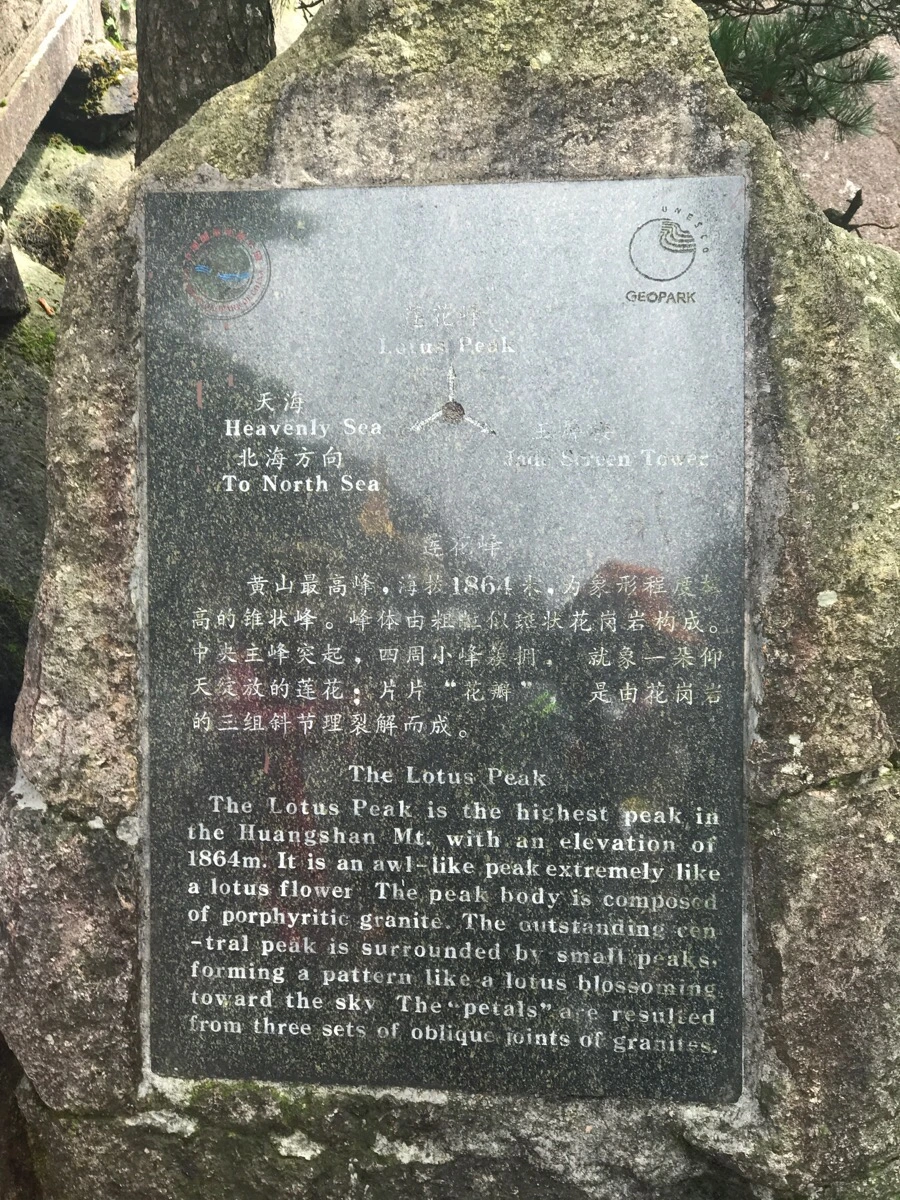 UNESCO
GEOPARK
莲花峰
Lotus Peak
天海
Heavenly Sea
北海方向
To North Sea
Jade Screen Tower
莲花峰
黄山最高峰，海拔1864米，为象形程度
高的锥状峰。峰体由粗粒似斑状花岗岩构成。
中央主峰突起，四周小峰簇拥， 就象一朵仰
天绽放的莲花；片片“花瓣” 是由花岗岩
的三组斜节理裂解而成。
The Lotus Peak
The Lotus Peak is the highest peak in
the Huangshan Mt. with an elevation of
1864m. It is an awl-like peak extremely like
a lotus flower The peak body is composed
of porphyritic granite. The outstanding cen
-tral peak is surrounded by small peaks,
forming a pattern like a lotus blossoming
toward the sky The “petals” are resulted
from three sets of oblique joints of granites.